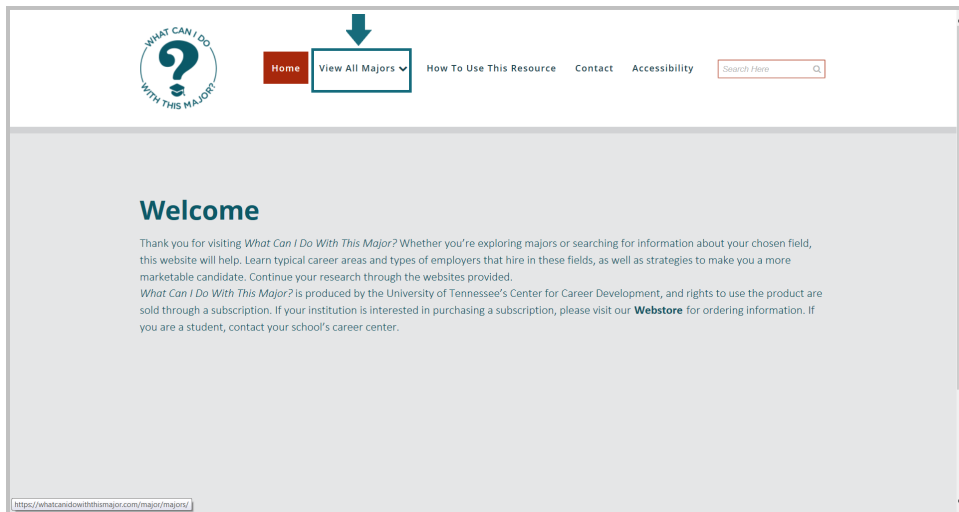 WHAT CAN I DO
WITH THIS MAJOR?
Home
View All Majors
How To Use This Resource
Contact
Accessibility
Search Here
Welcome
Thank you for visiting What Can I Do With This Major? Whether you're exploring majors or searching for information about your chosen field,
this website will help. Learn typical career areas and types of employers that hire in these fields, as well as strategies to make you a more
marketable candidate. Continue your research through the websites provided.
What Can I Do With This Major? is produced by the University of Tennessee's Center for Career Development, and rights to use the product are
sold through a subscription. If your institution is interested in purchasing a subscription, please visit our Webstore for ordering information. If
you are a student, contact your school's career center.
https://whatcanidowiththismajor.com/major/majors/